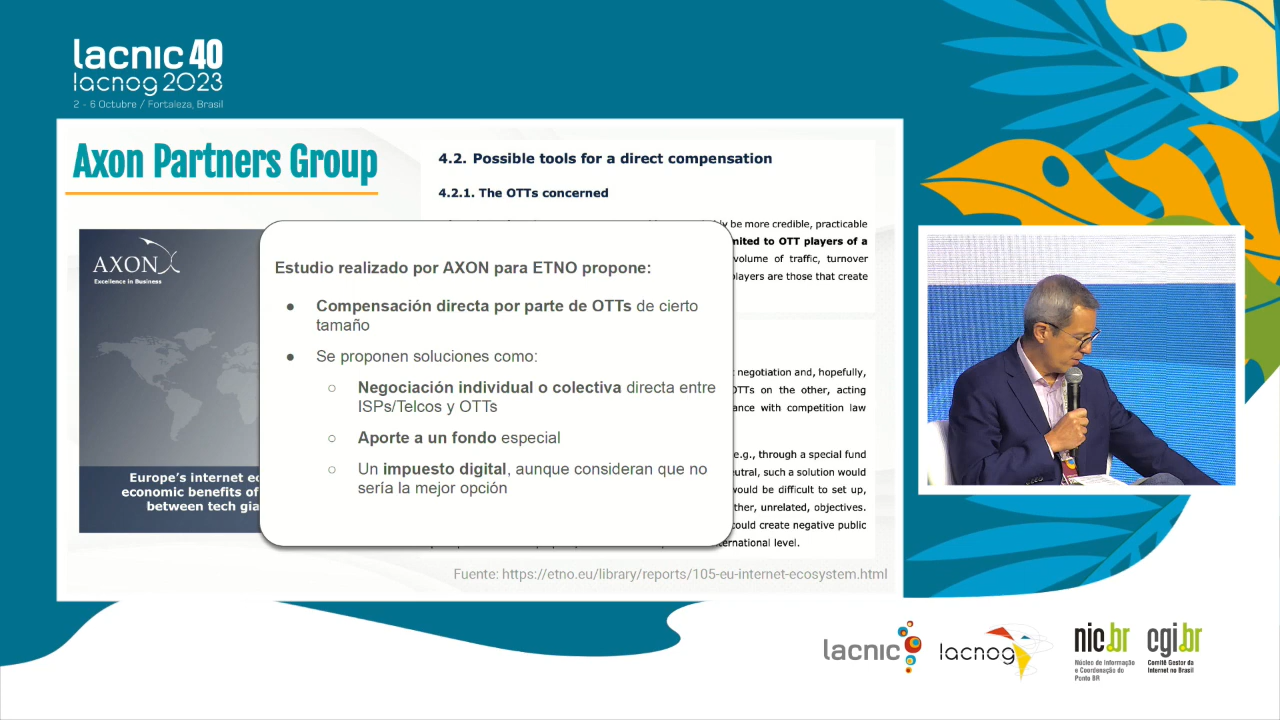 lacnic 40
lacnog 2023
2 - 6 Octubre / Fortaleza, Brasil
Axon Partners Group
4.2. Possible tools for a direct compensation
4.2.1. The OTTs concerned
be more credible, practicable
to OTT players of a
volume of traffic, turnover
players are those that create
AXON
Excellence in Business
Europe's internet
economic benefits of
between tech
Estudio realizado por AXON para ETNO propone:
● Compensación directa por parte de OTTs de cierto
tamaño
● Se proponen soluciones como:
○ Negociación individual o colectiva directa entre
ISPs/Telcos y OTTs
○ Aporte a un fondo especial
○ Un impuesto digital, aunque consideran que no
sería la mejor opción
negotiation and, hopefully,
OTTs on the other, acting
with competition law
e.g., through a special fund
such a solution would
would be difficult to set up,
unrelated, objectives.
could create negative public
level.
Fuente: https://etno.eu/library/reports/105-eu-internet-ecosystem.html
lacnic
lacnog
nic.br
Núcleo de Informação
e Coordenação do
Ponto BR
cgi.br
Comitê Gestor da
Internet no Brasil